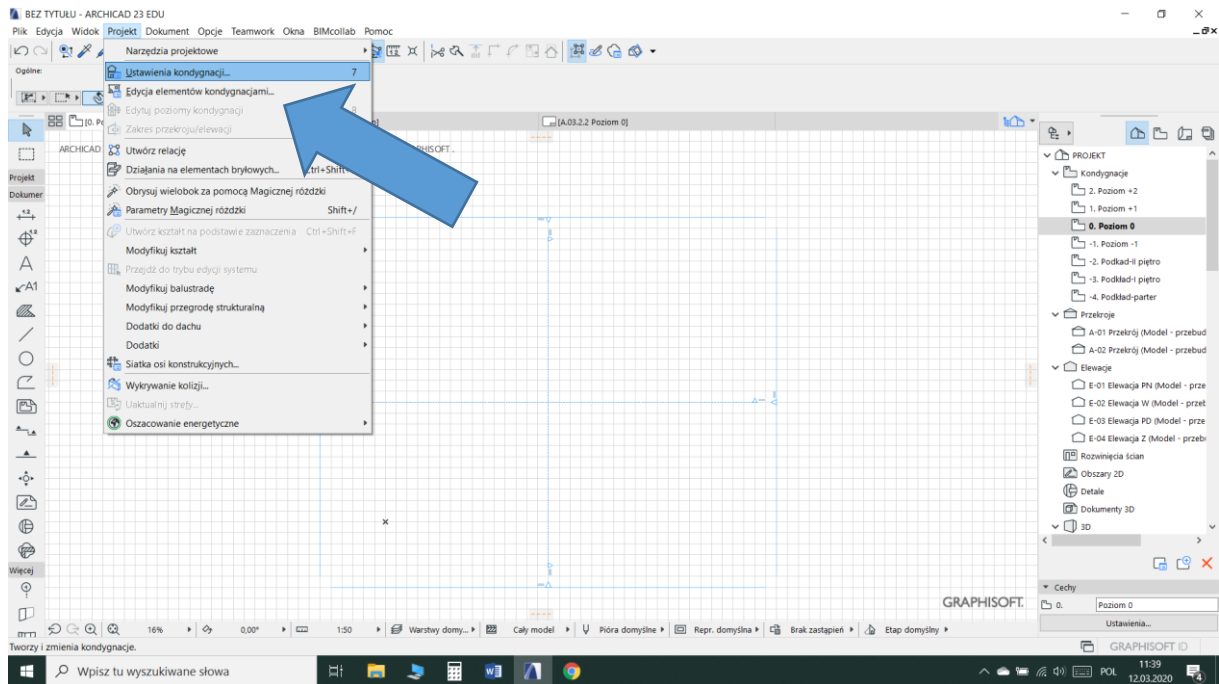 BEZ TYTUŁU - ARCHICAD 23 EDU
Plik Edycja Widok Projekt Dokument Opcje Teamwork Okna BIMcollab Pomoc
Ogólne:
Narzędzia projektowe
Ustawienia kondygnacji... 7
Edycja elementów kondygnacjami...
Edytuj poziomy kondygnacji 8
Zakres przekroju/elewacji
Utwórz relację
Działania na elementach bryłowych...
Obrysuj wielobok za pomocą Magicznej różdżki
Parametry Magicznej różdżki Shift+/
Utwórz kształt na podstawie zaznaczenia Ctrl+Shift+F
Modyfikuj kształt
Przejdź do trybu edycji systemu
Modyfikuj balustradę
Modyfikuj przegrodę strukturalną
Dodatki do dachu
Dodatki
Siatka osi konstrukcyjnych...
Wykrywanie kolizji...
Uaktualnij strefy...
Oszacowanie energetyczne
[A.03.2.2 Poziom 0]
ARCHICAD
Projekt
Dokumer
A1
Więcej
PROJEKT
Kondygnacje
2. Poziom +2
1. Poziom +1
0. Poziom 0
-1. Poziom -1
-2. Podkad-II piętro
-3. Podkład-I piętro
-4. Podkład-parter
Przekroje
A-01 Przekrój (Model - przebud
A-02 Przekrój (Model - przebud
Elewacje
E-01 Elewacja PN (Model - prze
E-02 Elewacja W (Model - przeb
E-03 Elewacja PD (Model - prze
E-04 Elewacja Z (Model - przebu
Rozwinięcia ścian
Obszary 2D
Detale
Dokumenty 3D
3D
Cechy
0. Poziom 0
Ustawienia...
GRAPHISOFT.
16% 0,00° 1:50 Warstwy domy... Cały model Pióra domyślne Repr. domyślna Brak zastąpień Etap domyślny
Tworzy i zmienia kondygnacje.
GRAPHISOFT ID
Wpisz tu wyszukiwane słowa
POL
11:39
12.03.2020
4